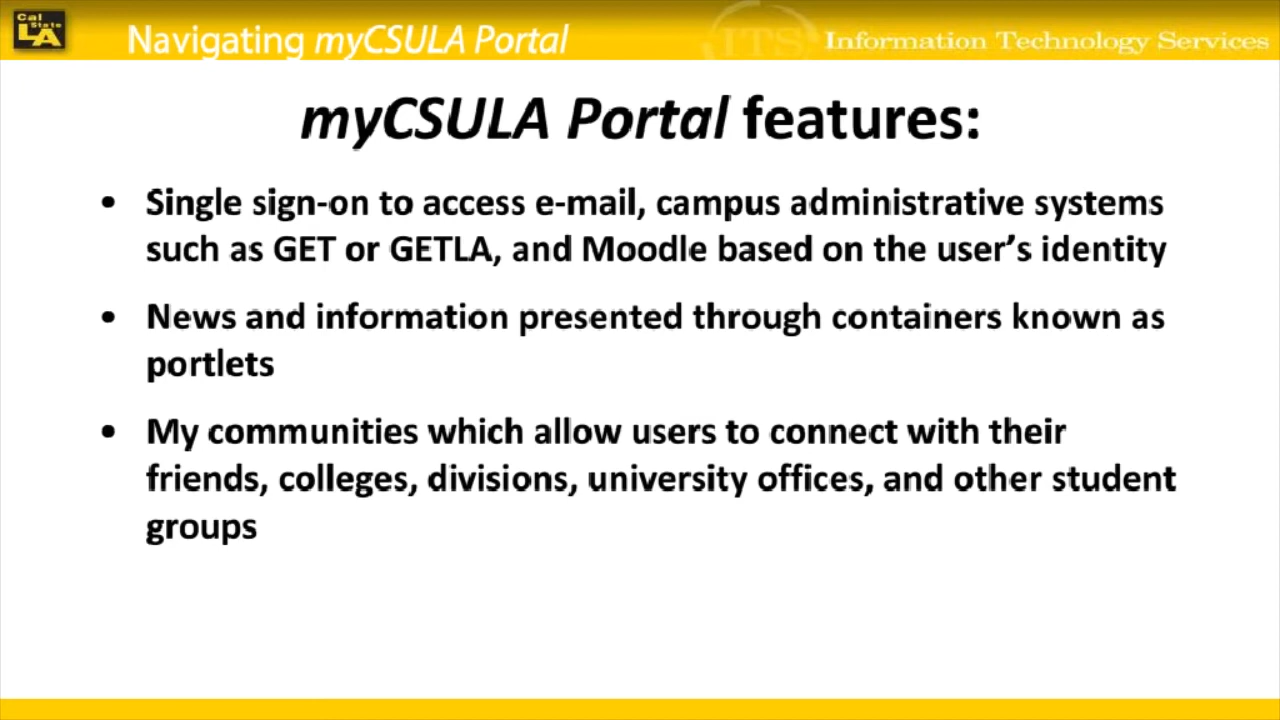 Cal
State
LA
Navigating myCSULA Portal
ITS
Information Technology Services
myCSULA Portal features:
• Single sign-on to access e-mail, campus administrative systems
such as GET or GETLA, and Moodle based on the user’s identity
• News and information presented through containers known as
portlets
• My communities which allow users to connect with their
friends, colleges, divisions, university offices, and other student
groups